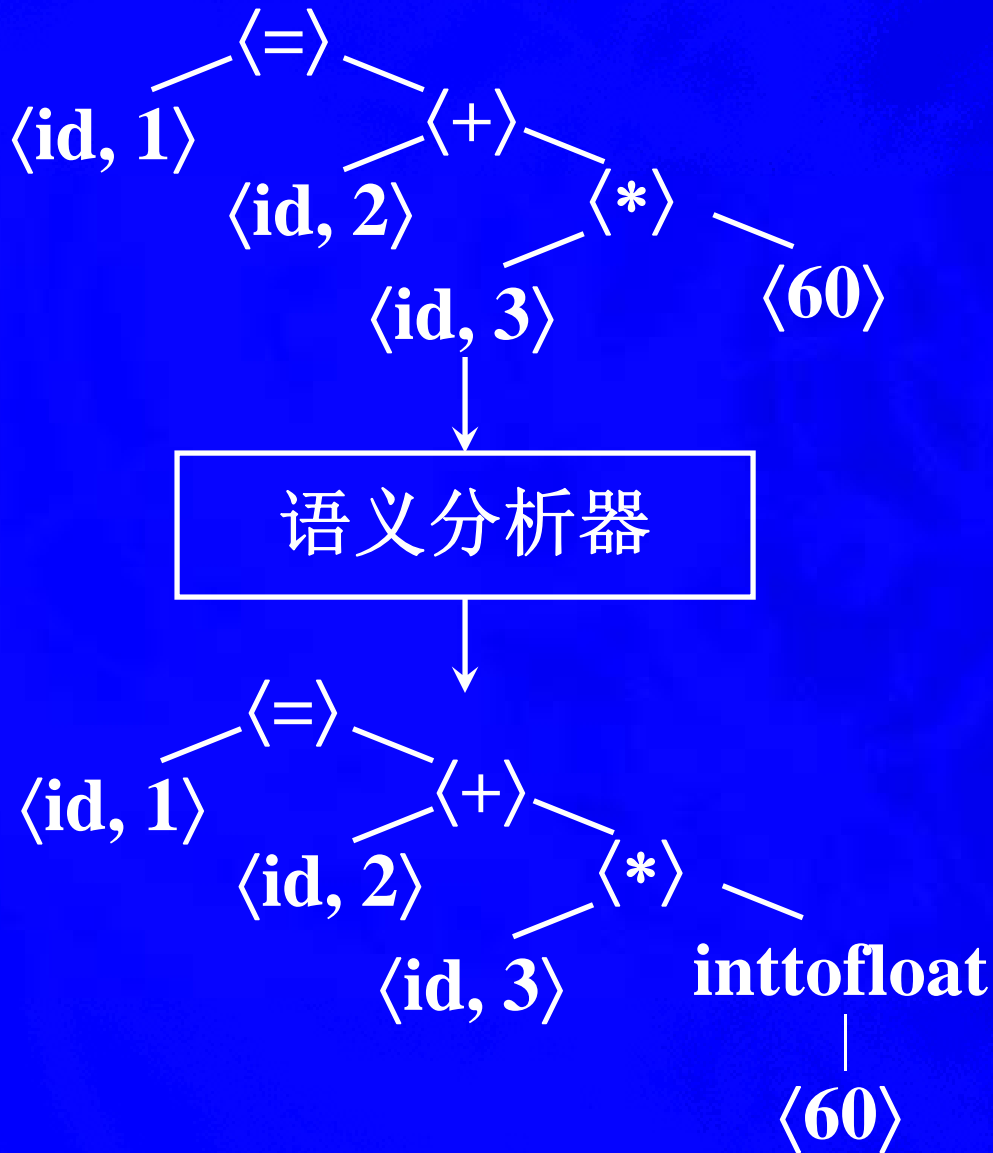 ⟨=⟩
⟨id, 1⟩
⟨+⟩
⟨id, 2⟩
⟨*⟩
⟨id, 3⟩
⟨60⟩
语义分析器
⟨=⟩
⟨id, 1⟩
⟨+⟩
⟨id, 2⟩
⟨*⟩
⟨id, 3⟩
inttofloat
⟨60⟩